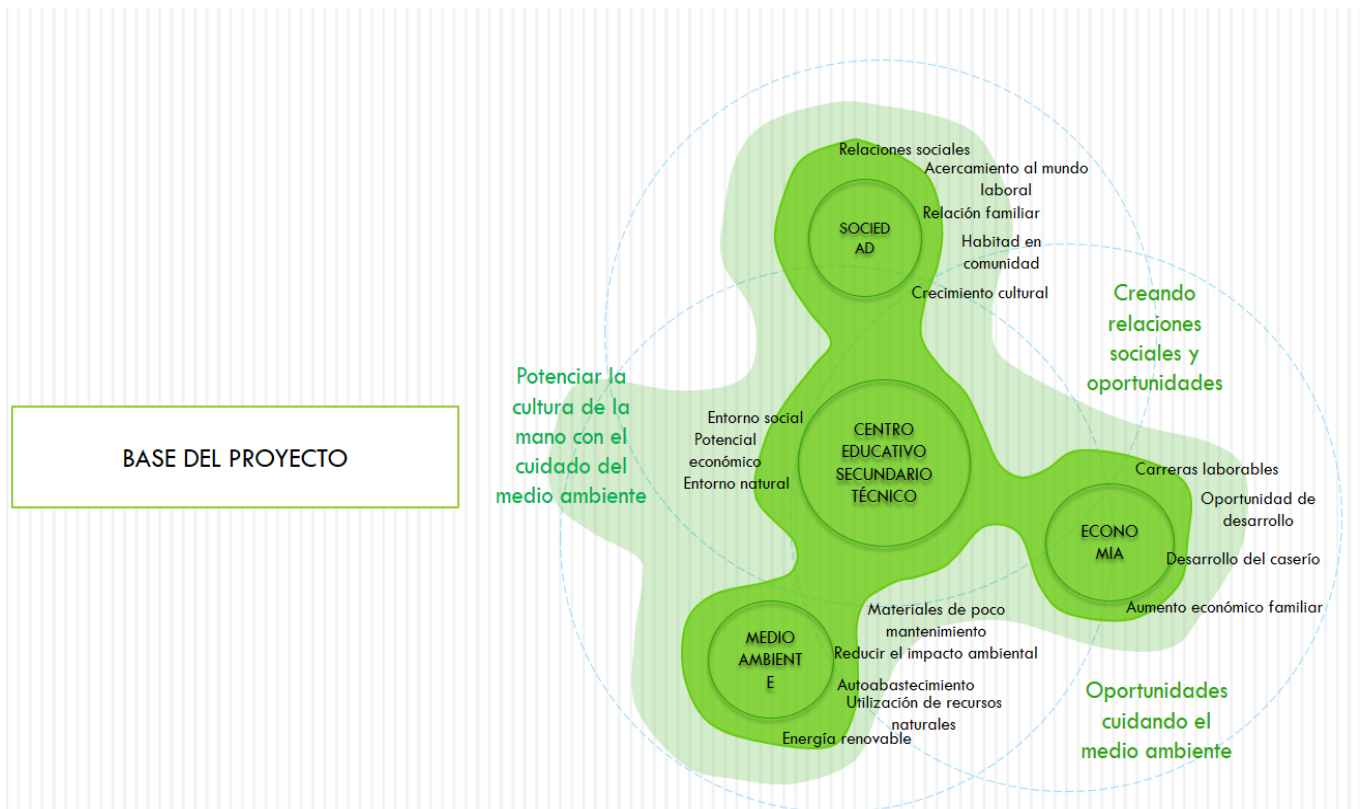 BASE DEL PROYECTO
Relaciones sociales
Acercamiento al mundo
laboral
Relación familiar
Habitad en
comunidad
Crecimiento cultural
SOCIED
AD
Creando
relaciones
sociales y
oportunidades
Potenciar la
cultura de la
mano con el
cuidado del
medio ambiente
Entorno social
Potencial
económico
Entorno natural
CENTRO
EDUCATIVO
SECUNDARIO
TÉCNICO
Carreras laborables
Oportunidad de
desarrollo
Desarrollo del caserío
Aumento económico familiar
ECONO
MIA
MEDIO
AMBIENT
E
Materiales de poco
mantenimiento
Reducir el impacto ambiental
Autoabastecimiento
Utilización de recursos
naturales
Energía renovable
Oportunidades
cuidando el
medio ambiente